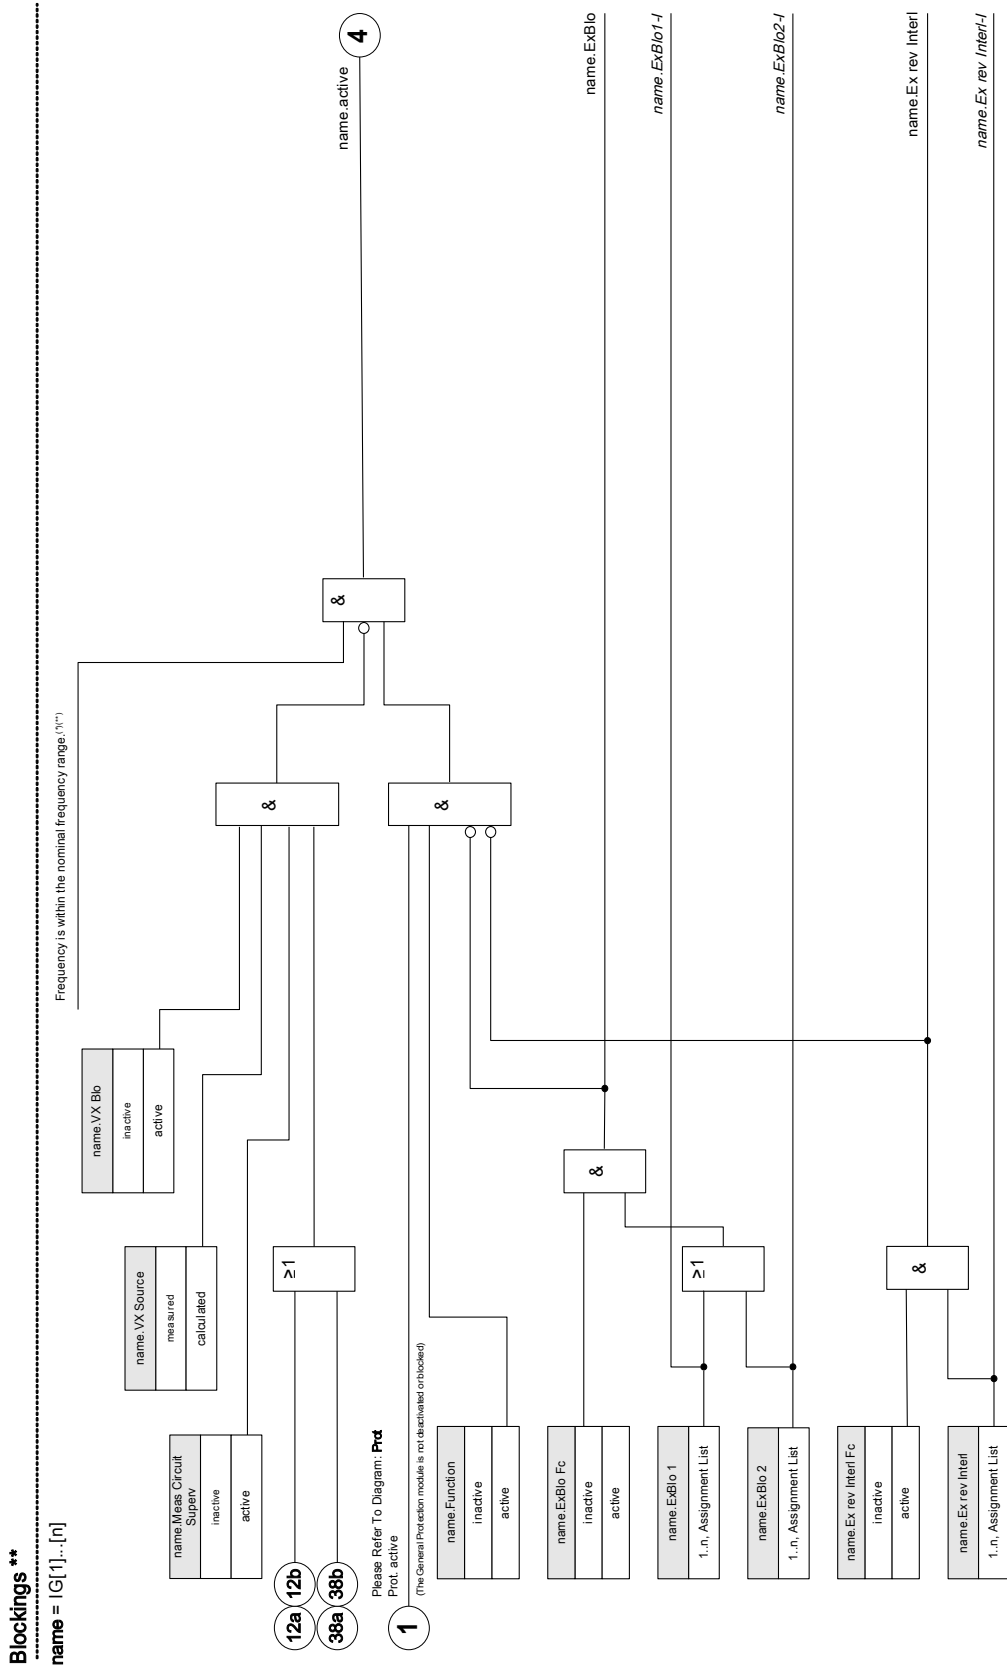 Blockings **
name = IG[1]...[n]
Frequency is within the nominal frequency range.(*)(**)
name.VX Blo
inactive
active
name.VX Source
measured
calculated
name.Meas Circuit
Superv
inactive
active
12a
12b
38a
38b
≥1
&
&
name.active
4
Please Refer To Diagram: Prot
Prot. active
1
(The General Protection module is not deactivated or blocked)
name.Function
inactive
active
&
name.ExBlo Fc
inactive
active
&
name.ExBlo
name.ExBlo 1
1..n, Assignment List
≥1
name.ExBlo1-I
name.ExBlo 2
1..n, Assignment List
name.ExBlo2-I
name.Ex rev Interl Fc
inactive
active
&
name.Ex rev Interl
name.Ex rev Interl
1..n, Assignment List
name.Ex rev Interl-I